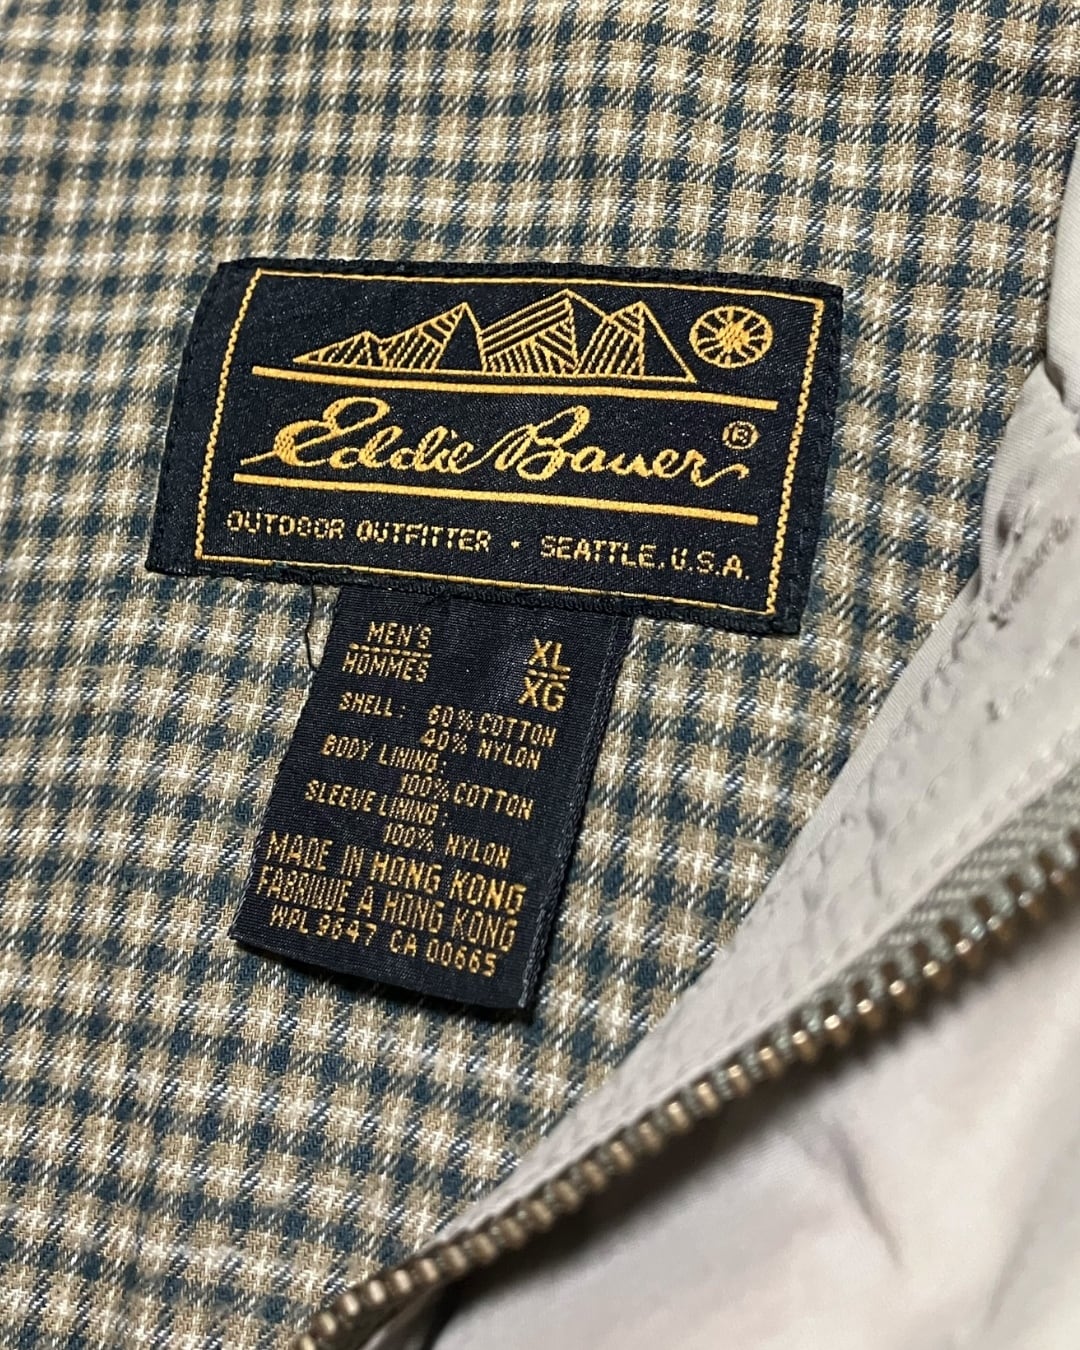 Eddie Bauer ®
OUTDOOR OUTFITTER • SEATTLE, U.S.A.
MEN'S XL
HOMMES XG
SHELL: 60% COTTON
40% NYLON
BODY LINING:
100% COTTON
SLEEVE LINING:
100% NYLON
MADE IN HONG KONG
FABRIQUE A HONG KONG
WPL 9647 CA 00665